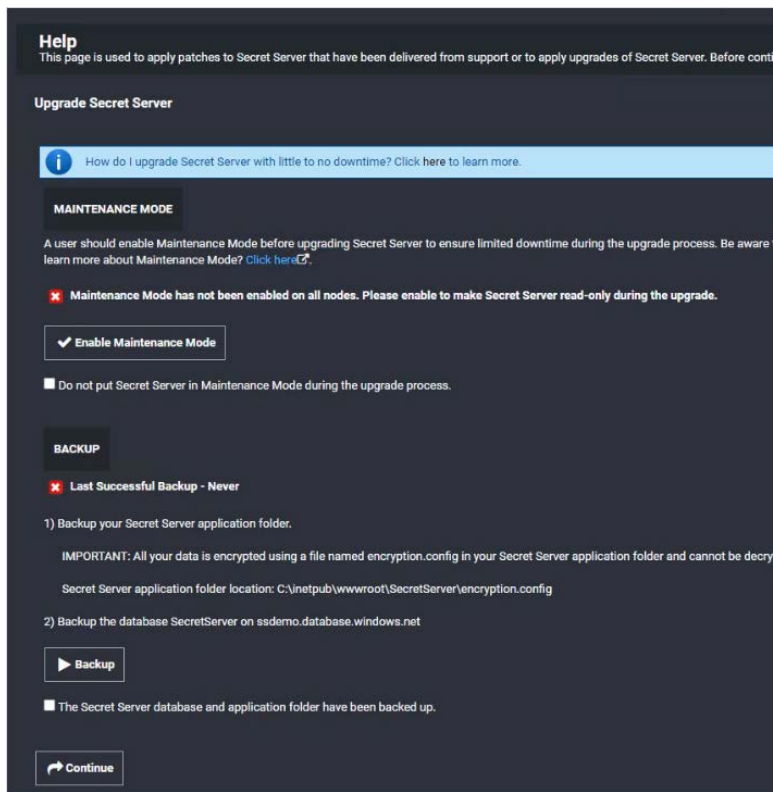 Help
This page is used to apply patches to Secret Server that have been delivered from support or to apply upgrades of Secret Server. Before conti
Upgrade Secret Server
How do I upgrade Secret Server with little to no downtime? Click here to learn more.
MAINTENANCE MODE
A user should enable Maintenance Mode before upgrading Secret Server to ensure limited downtime during the upgrade process. Be aware
learn more about Maintenance Mode? Click here.
Maintenance Mode has not been enabled on all nodes. Please enable to make Secret Server read-only during the upgrade.
Enable Maintenance Mode
Do not put Secret Server in Maintenance Mode during the upgrade process.
BACKUP
Last Successful Backup - Never
1) Backup your Secret Server application folder.
IMPORTANT: All your data is encrypted using a file named encryption.config in your Secret Server application folder and cannot be decry
Secret Server application folder location: C:\inetpub\wwwroot\SecretServer\encryption.config
2) Backup the database SecretServer on ssdemo.database.windows.net
Backup
The Secret Server database and application folder have been backed up.
Continue